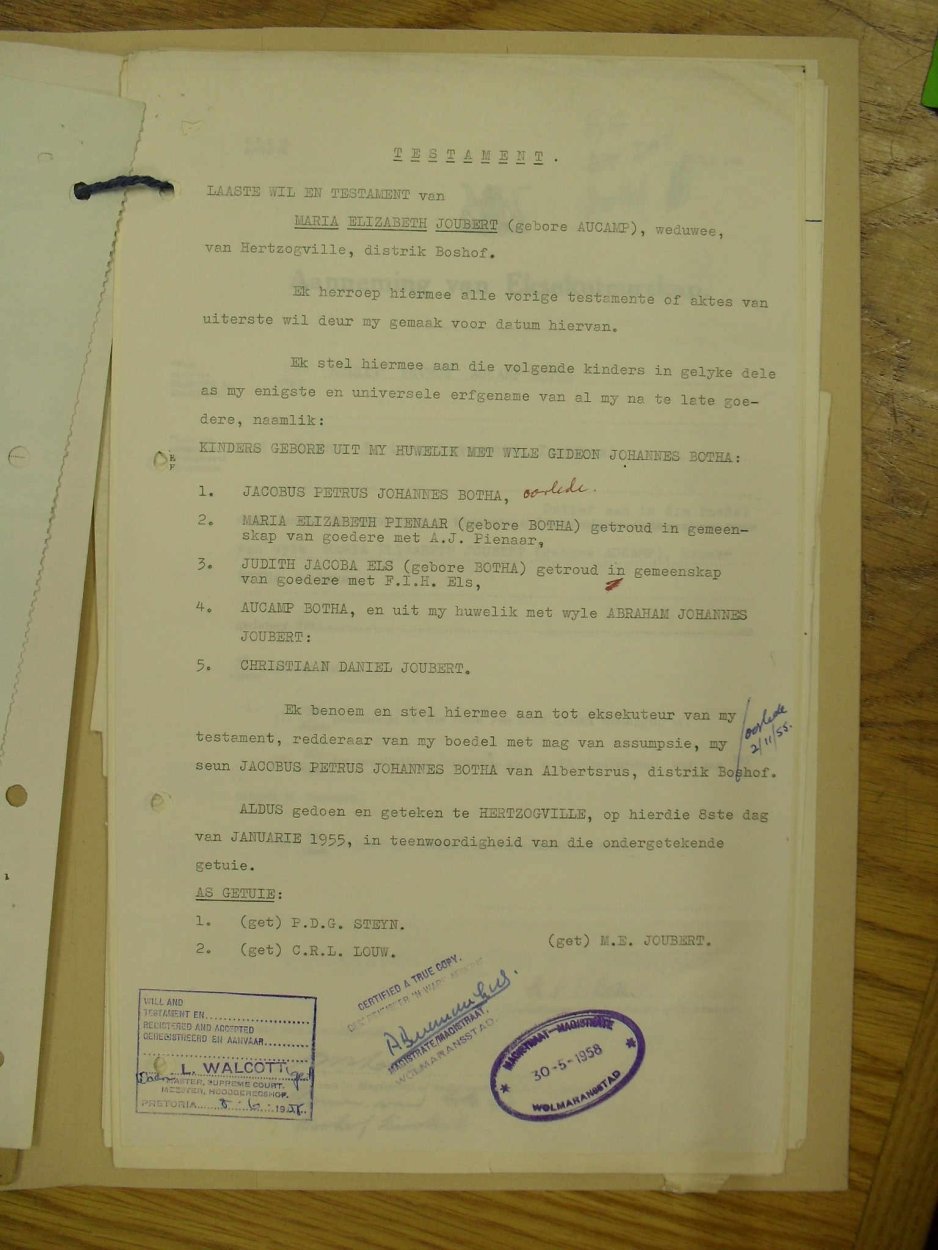 TESTAMENT.
LAASTE WIL EN TESTAMENT van
MARIA ELIZABETH JOUBERT (gebore AUCAMP), weduwee,
van Hertzogville, distrik Boshof.
Ek herroep hiermee alle vorige testamente of aktes van
uiterste wil deur my gemaak voor datum hiervan.
Ek stel hiermee aan die volgende kinders in gelyke dele
as my enigste en universele erfgename van al my na te late goe-
dere, naamlik:
KINDERS GEBORE UIT MY HUWELIK MET WYLE GIDEON JOHANNES BOTHA:
1. JACOBUS PETRUS JOHANNES BOTHA, oorlede.
2. MARIA ELIZABETH PIENAAR (gebore BOTHA) getroud in gemeen-
skap van goedere met A.J. Pienaar,
3. JUDITH JACOBA ELS (gebore BOTHA) getroud in gemeenskap
van goedere met F.I.H. Els,
4. AUCAMP BOTHA, en uit my huwelik met wyle ABRAHAM JOHANNES
JOUBERT:
5. CHRISTIAAN DANIEL JOUBERT.
Ek benoem en stel hiermee aan tot eksekuteur van my
testament, redderaar van my boedel met mag van assumpsie, my
seun JACOBUS PETRUS JOHANNES BOTHA van Albertsrus, distrik Boshof.
oorlede
2/11/55.
ALDUS gedoen en geteken te HERTZOGVILLE, op hierdie 8ste dag
van JANUARIE 1955, in teenwoordigheid van die ondergetekende
getuie.
AS GETUIE:
1. (get) P.D.G. STEYN.
2. (get) C.R.L. LOUW.
(get) M.E. JOUBERT.
CERTIFIED A TRUE COPY.
MAGISTRATE/MAGISTRAAT.
WOLMARANSSTAD.
MAGISTRAAT-MAGISTRATE
30-5-1958
WOLMARANSSTAD
WILL AND
TESTAMENT EN
REGISTERED AND ACCEPTED
GEREGISTREERD EN AANVAAR
L. WALCOTT
MASTER, SUPREME COURT.
MEESTER, HOOGGEREGSHOF.
PRETORIA